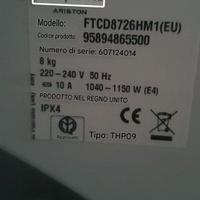 ARISTON
Modello: FTCD8726HM1(EU)
Codice prodotto: 95894865500
Numero di serie: 607124014
8 kg
220-240 V 50 Hz
10 A 1040-1150 W (E4)
PRODOTTO NEL REGNO UNITO
IPX4
Tipo: THP09